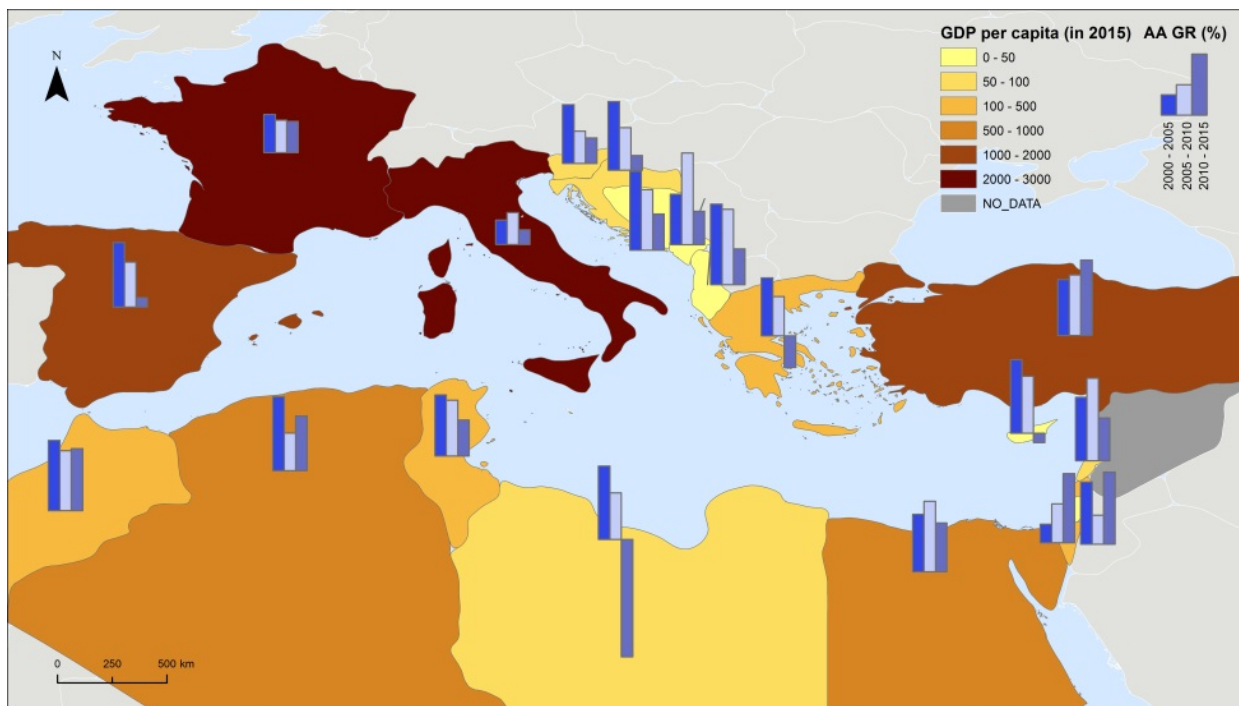 GDP per capita (in 2015)
0 - 50
50 - 100
100 - 500
500 - 1000
1000 - 2000
2000 - 3000
NO_DATA
AA GR (%)
2000 - 2005
2005 - 2010
2010 - 2015
N
0 250 500 km